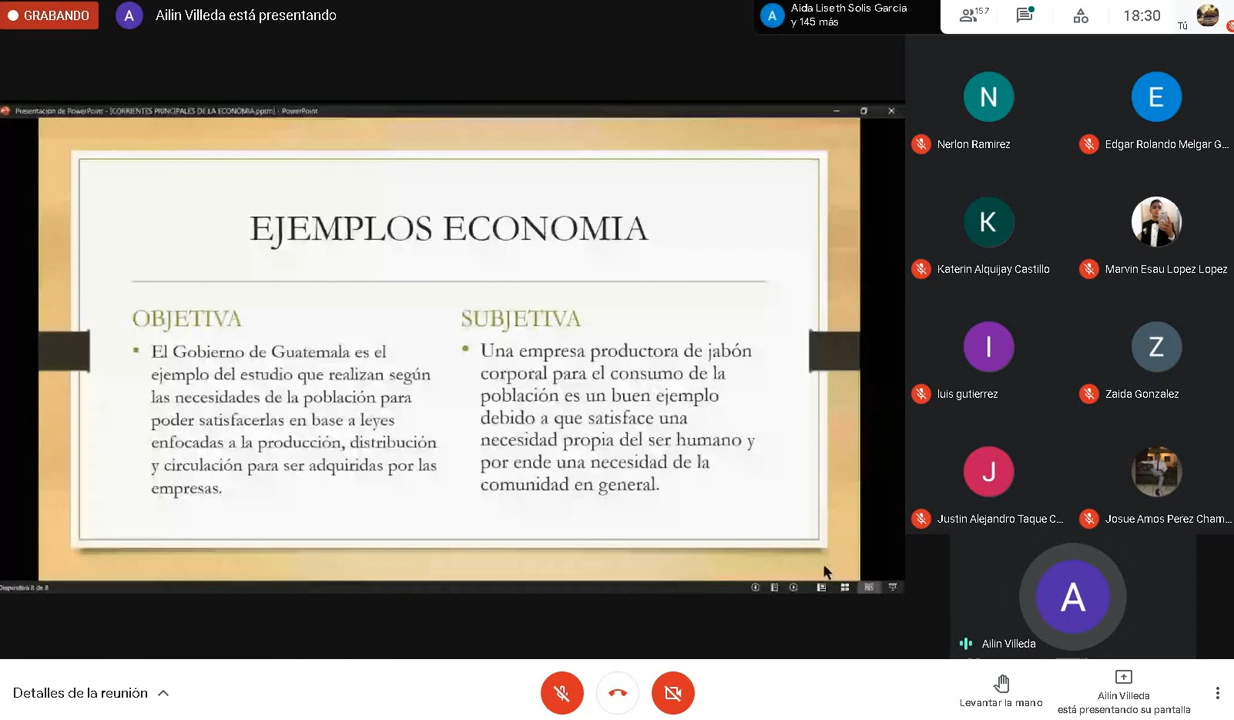 GRABANDO
A
Ailin Villeda está presentando
A
Aida Liseth Solis Garcia
y 145 más
157
18:30
Tú
Presentación de PowerPoint - [CORRIENTES PRINCIPALES DE LA ECONOMIA.pptm] - PowerPoint
EJEMPLOS ECONOMIA
OBJETIVA
▪ El Gobierno de Guatemala es el
ejemplo del estudio que realizan según
las necesidades de la población para
poder satisfacerlas en base a leyes
enfocadas a la producción, distribución
y circulación para ser adquiridas por las
empresas.
SUBJETIVA
• Una empresa productora de jabón
corporal para el consumo de la
población es un buen ejemplo
debido a que satisface una
necesidad propia del ser humano y
por ende una necesidad de la
comunidad en general.
Diapositiva 8 de 8
N
Nerlon Ramirez
E
Edgar Rolando Melgar G...
K
Katerin Alquijay Castillo
Marvin Esau Lopez Lopez
l
luis gutierrez
Z
Zaida Gonzalez
J
Justin Alejandro Taque C...
Josue Amos Perez Cham...
A
Ailin Villeda
Detalles de la reunión
Levantar la mano
Ailin Villeda
está presentando su pantalla